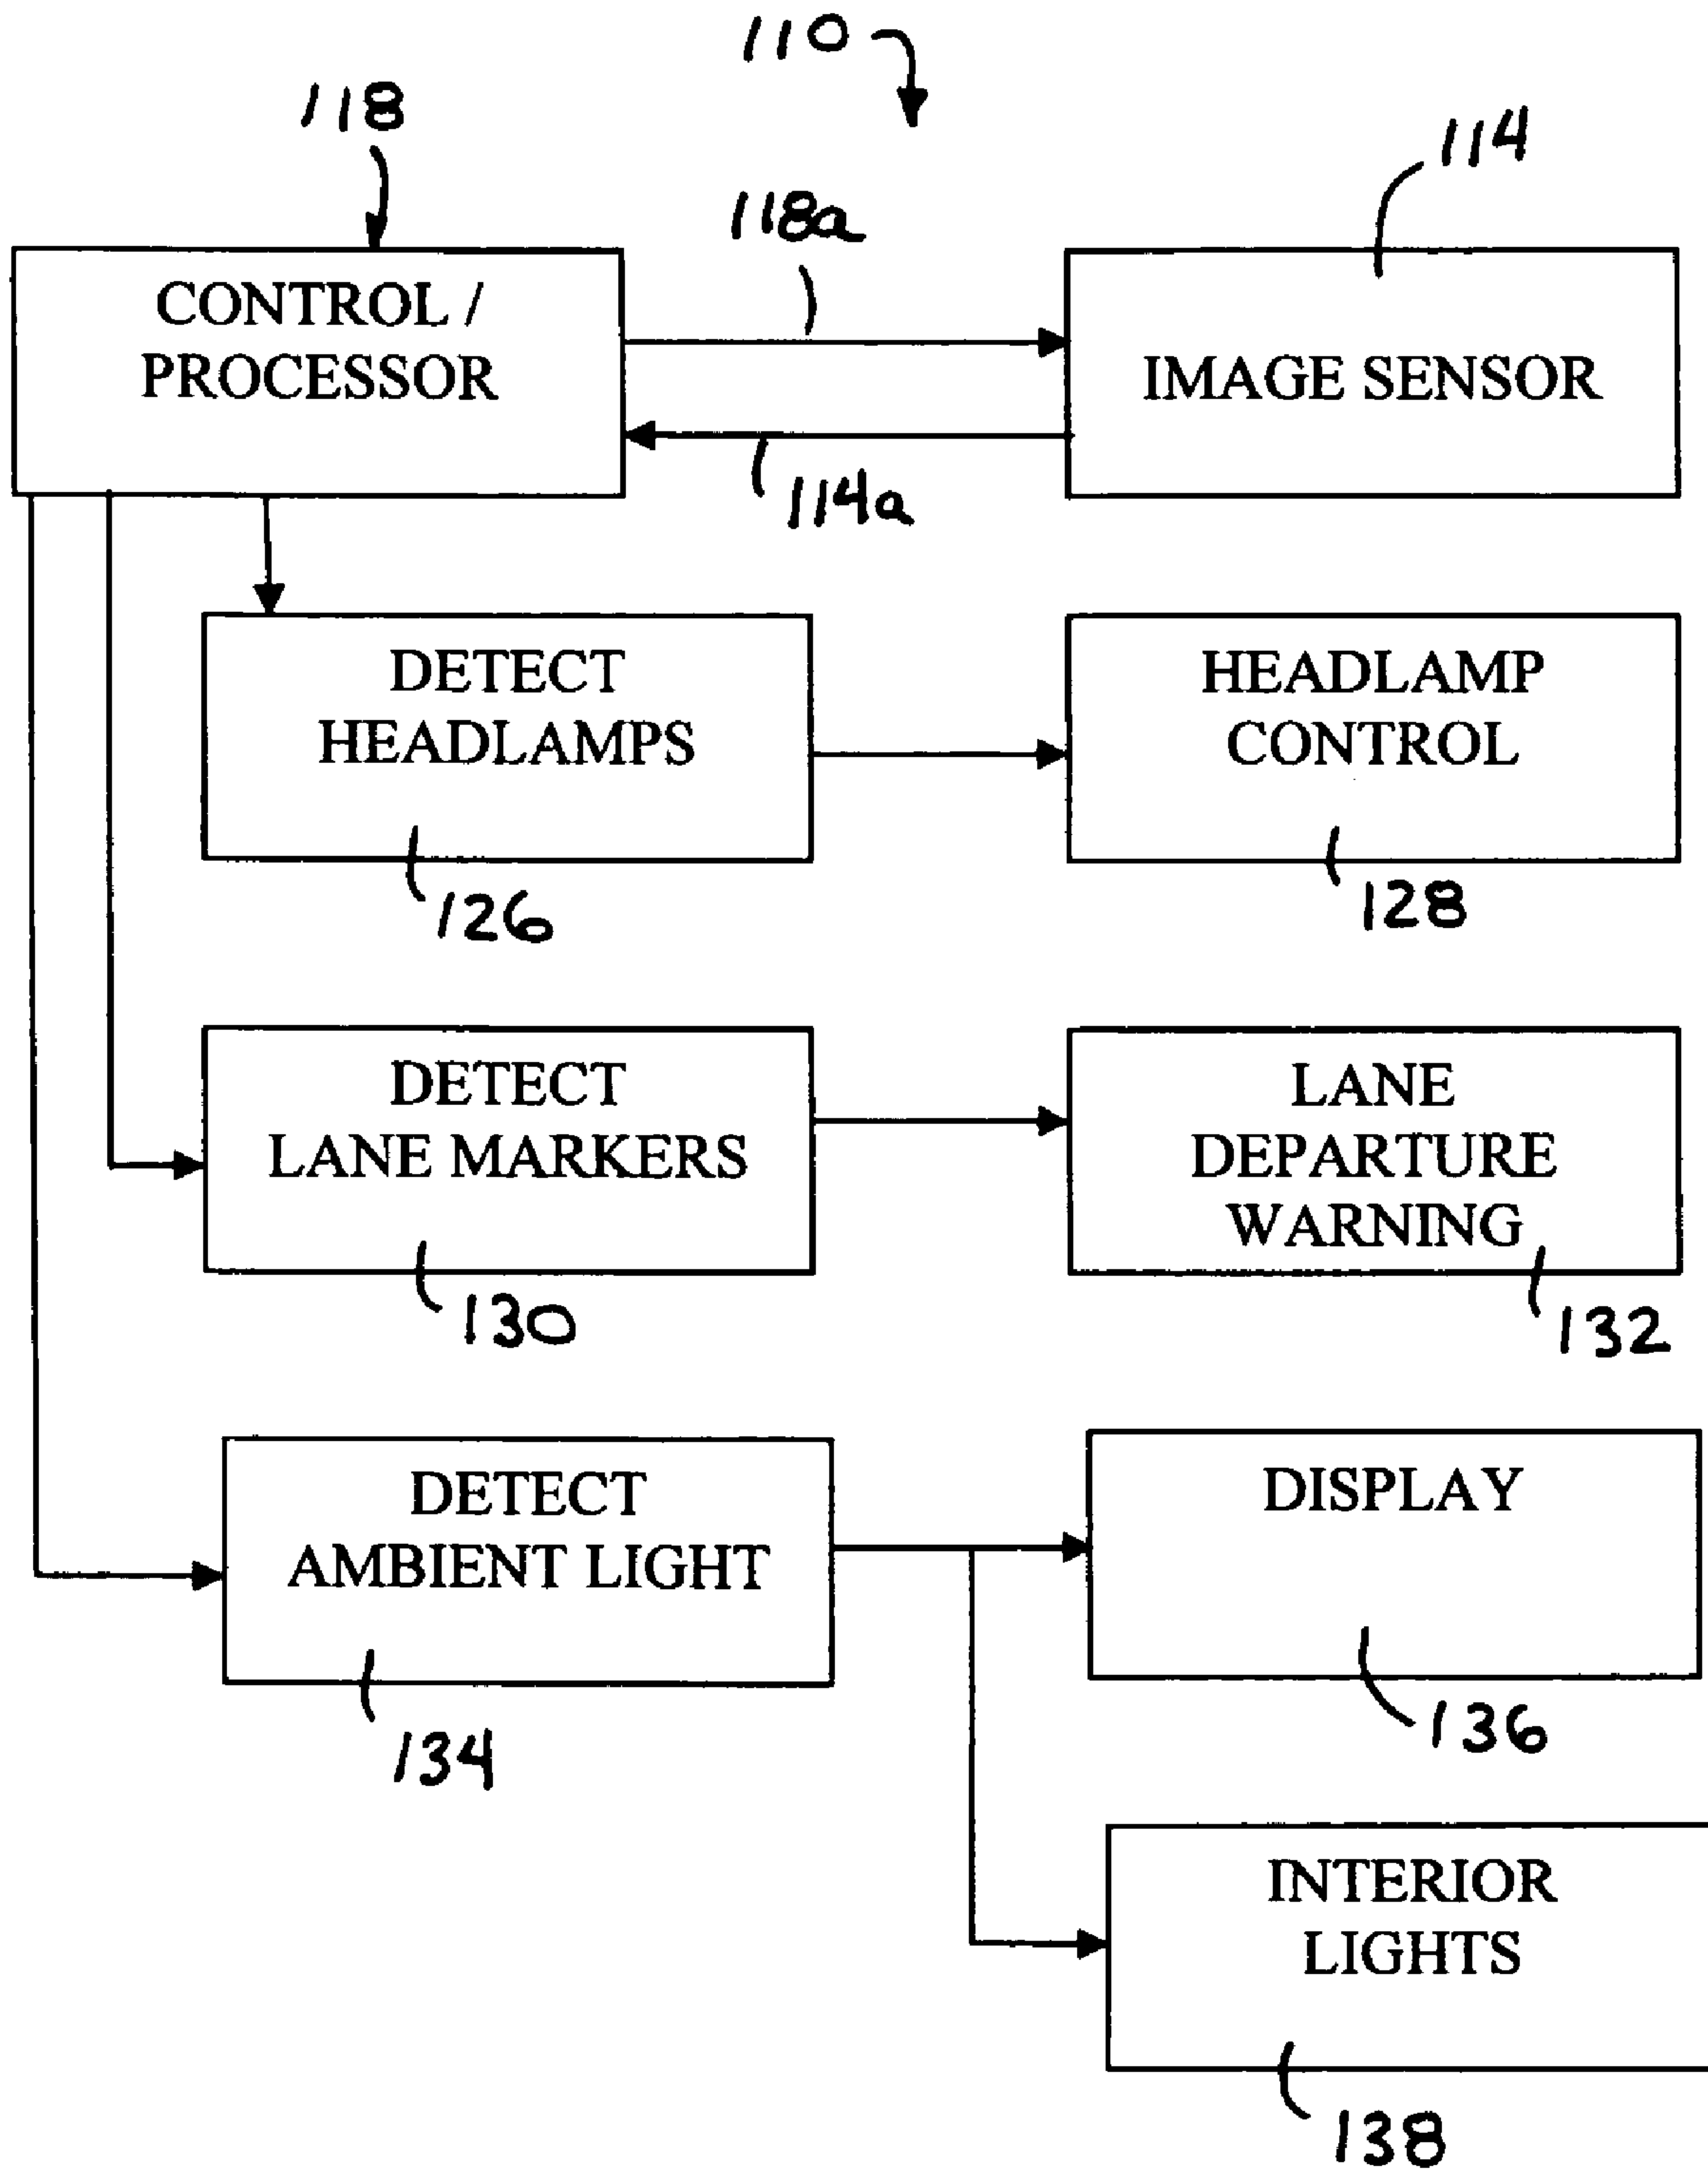 110
118
114
118a
CONTROL /
PROCESSOR
IMAGE SENSOR
114a
DETECT
HEADLAMPS
HEADLAMP
CONTROL
126
128
DETECT
LANE MARKERS
LANE
DEPARTURE
WARNING
130
132
DETECT
AMBIENT LIGHT
DISPLAY
134
136
INTERIOR
LIGHTS
138